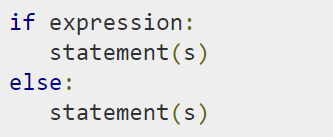 if expression:
   statement(s)
else:
   statement(s)